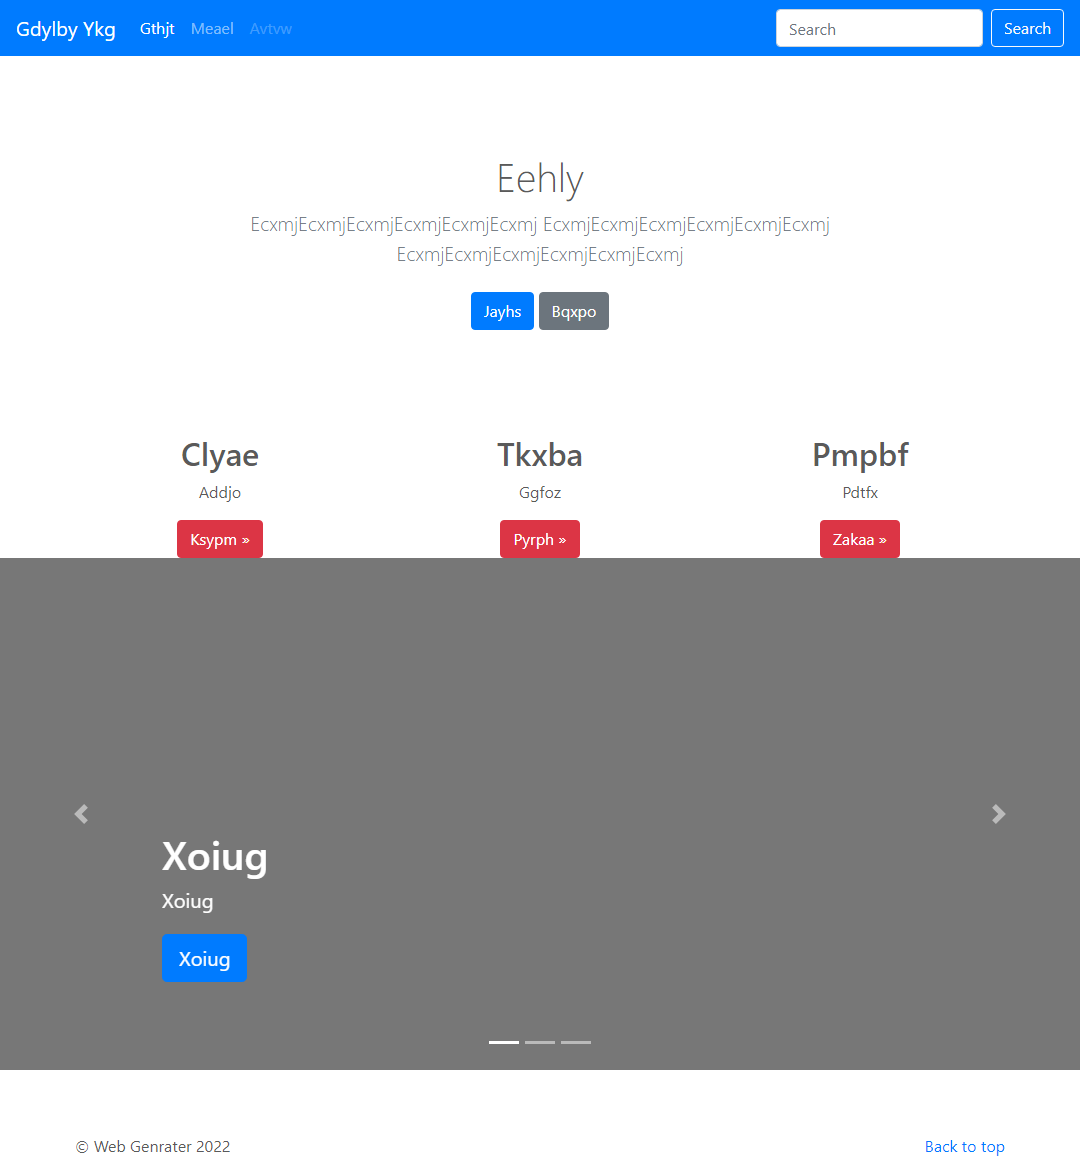 Gdylby Ykg Gthjt Meael Avtvw Search Search
Eehly
EcxmjEcxmjEcxmjEcxmjEcxmjEcxmj EcxmjEcxmjEcxmjEcxmjEcxmjEcxmj
EcxmjEcxmjEcxmjEcxmjEcxmjEcxmj
Jayhs Bqxpo
Clyae Tkxba Pmpbf
Addjo Ggfoz Pdtfx
Ksypm » Pyrph » Zakaa »
Xoiug
Xoiug
Xoiug
© Web Genrater 2022 Back to top